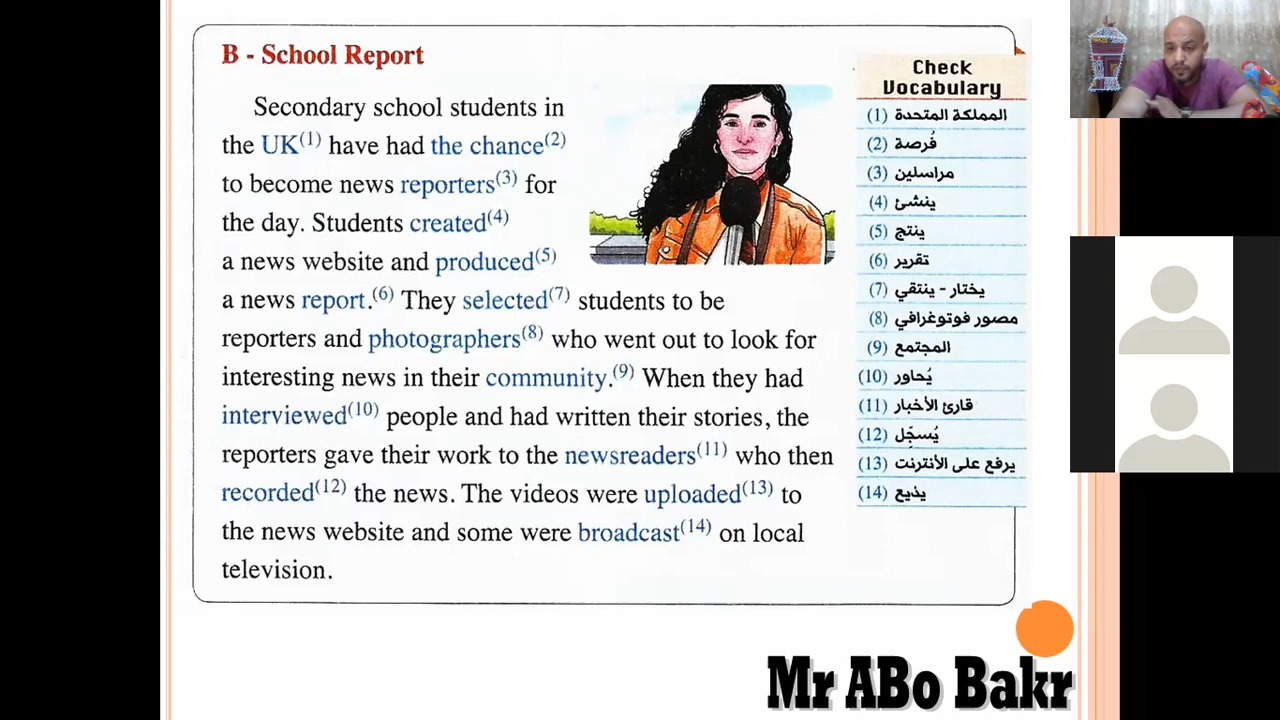 B - School Report
Secondary school students in
the UK(1) have had the chance(2)
to become news reporters(3) for
the day. Students created(4)
a news website and produced(5)
a news report.(6) They selected(7) students to be
reporters and photographers(8) who went out to look for
interesting news in their community.(9) When they had
interviewed(10) people and had written their stories, the
reporters gave their work to the newsreaders(11) who then
recorded(12) the news. The videos were uploaded(13) to
the news website and some were broadcast(14) on local
television.
Check
Vocabulary
(1) المملكة المتحدة
(2) فُرصة
(3) مراسلين
(4) ينشئ
(5) ينتج
(6) تقرير
(7) يختار - ينتقي
(8) مصور فوتوغرافي
(9) المجتمع
(10) يُحاور
(11) قارئ الأخبار
(12) يُسجّل
(13) يرفع على الأنترنت
(14) يذيع
Mr ABo Bakr